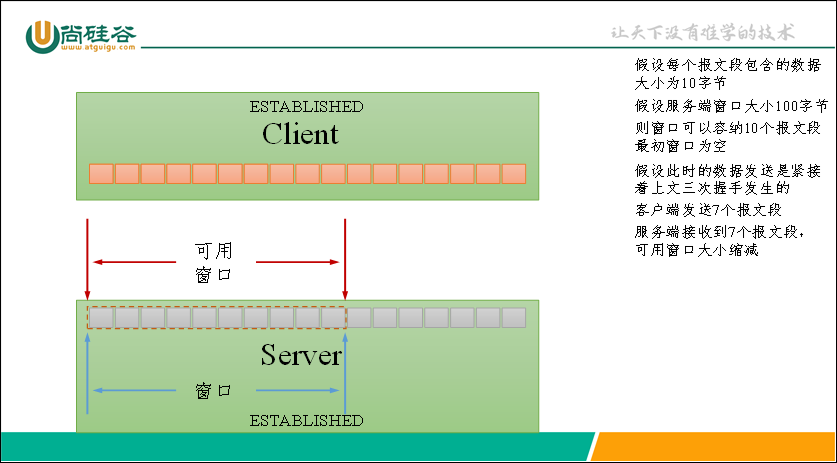 尚硅谷
www.atguigu.com
让天下没有难学的技术
ESTABLISHED
Client
可用
窗口
Server
窗口
ESTABLISHED
假设每个报文段包含的数据
大小为10字节
假设服务端窗口大小100字节
则窗口可以容纳10个报文段
最初窗口为空
假设此时的数据发送是紧接
着上文三次握手发生的
客户端发送7个报文段
服务端接收到7个报文段，
可用窗口大小缩减